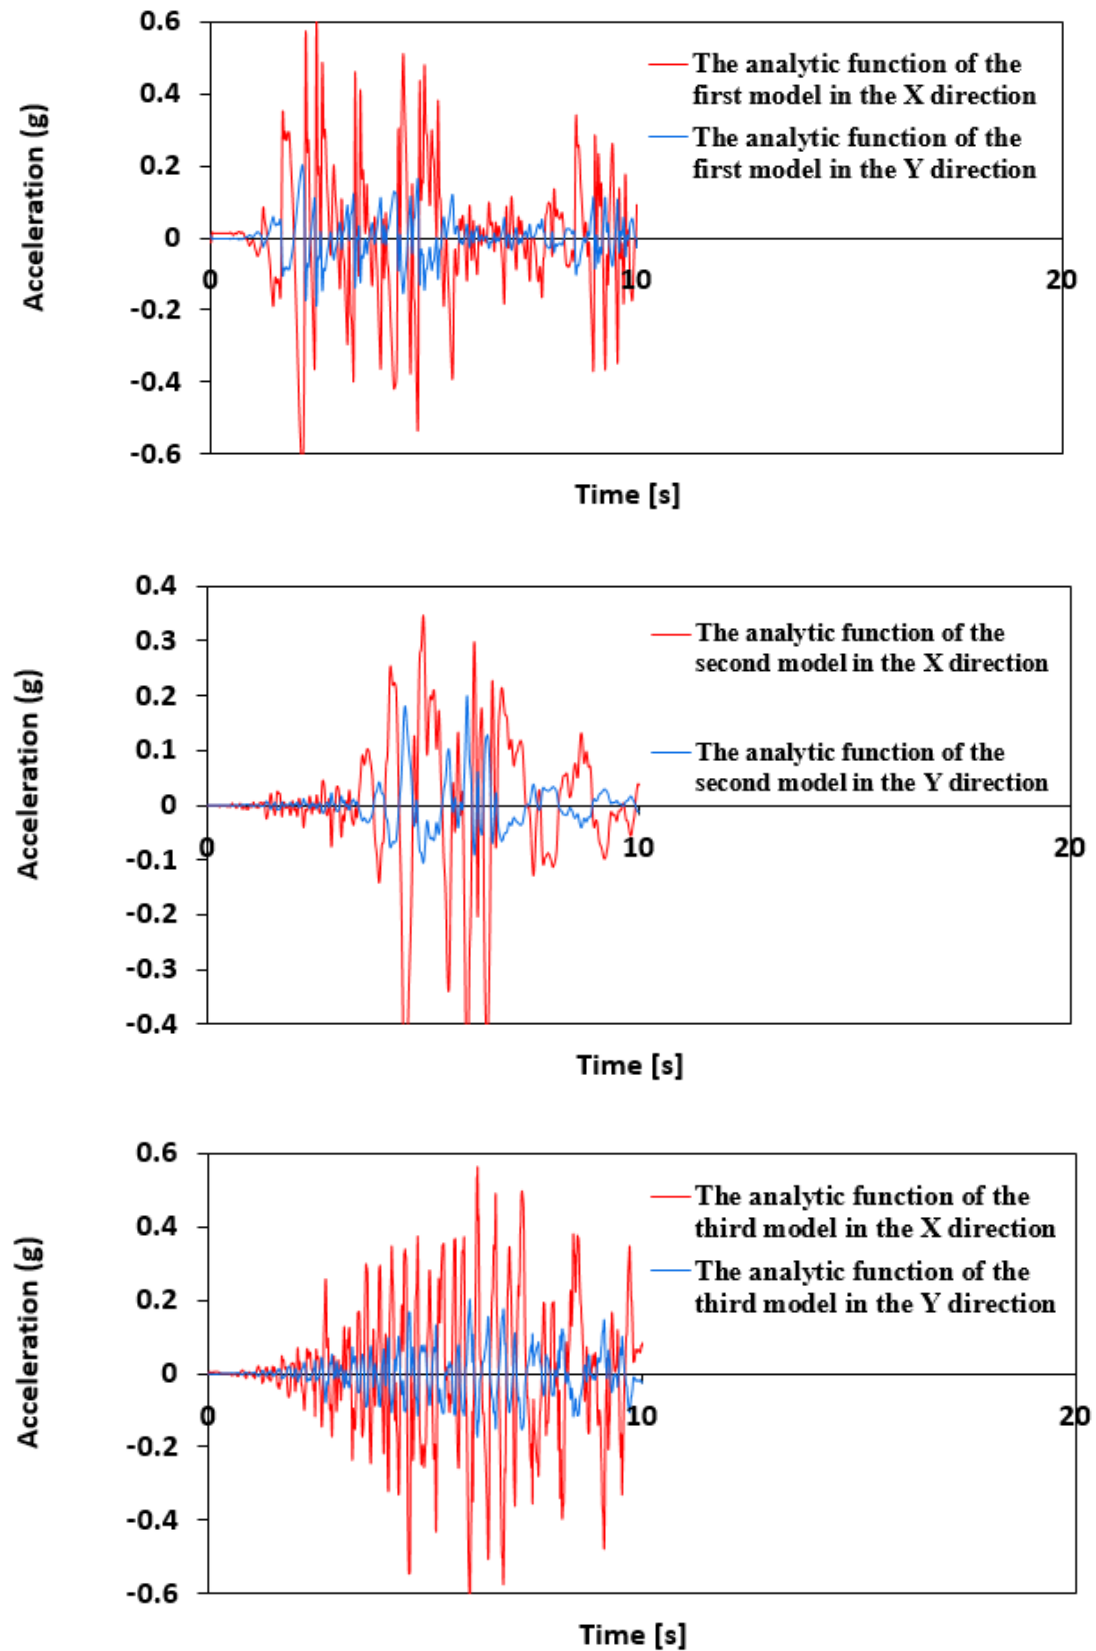 0.6
0.4
0.2
0
-0.2
-0.4
-0.6
Acceleration (g)
The analytic function of the
first model in the X direction
The analytic function of the
first model in the Y direction
0
10
20
Time [s]
0.4
0.3
0.2
0.1
0
-0.1
-0.2
-0.3
-0.4
Acceleration (g)
The analytic function of the
second model in the X direction
The analytic function of the
second model in the Y direction
0
10
20
Time [s]
0.6
0.4
0.2
0
-0.2
-0.4
-0.6
Acceleration (g)
The analytic function of the
third model in the X direction
The analytic function of the
third model in the Y direction
0
10
20
Time [s]